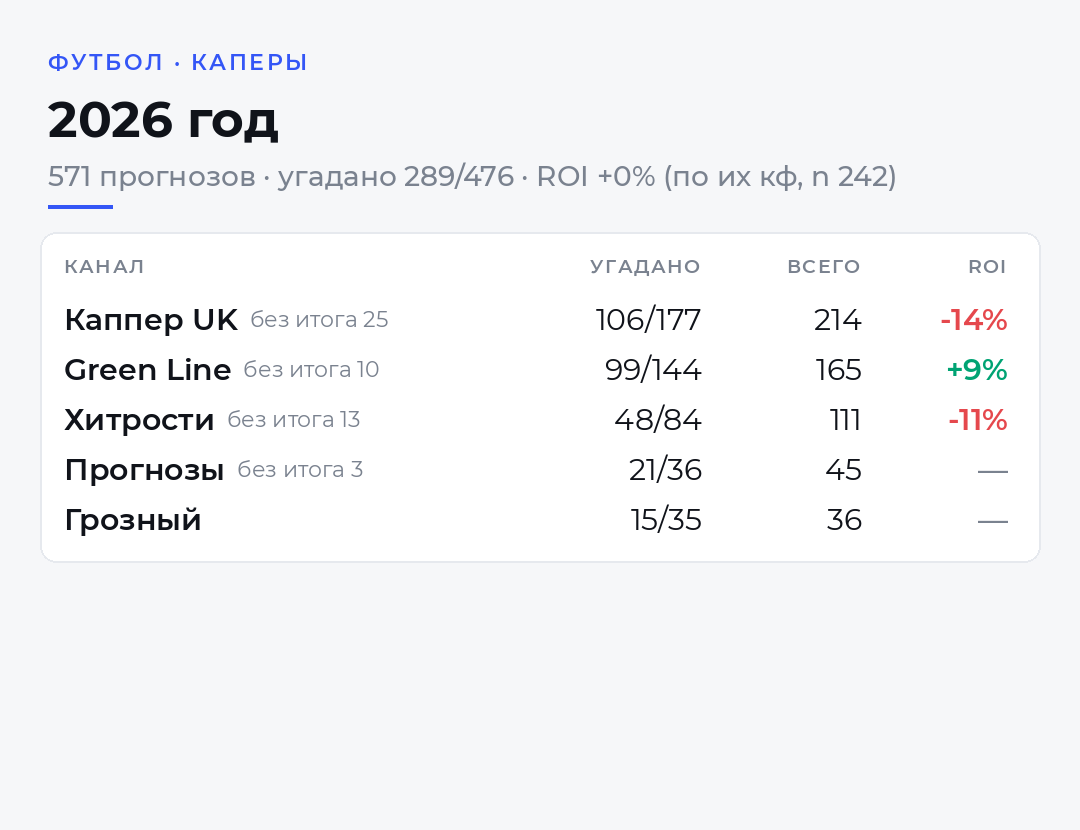 ФУТБОЛ · КАПЕРЫ
2026 год
571 прогнозов · угадано 289/476 · ROI +0% (по их кф, n 242)
КАНАЛ УГАДАНО ВСЕГО ROI
Каппер UK без итога 25 106/177 214 -14%
Green Line без итога 10 99/144 165 +9%
Хитрости без итога 13 48/84 111 -11%
Прогнозы без итога 3 21/36 45 —
Грозный 15/35 36 —